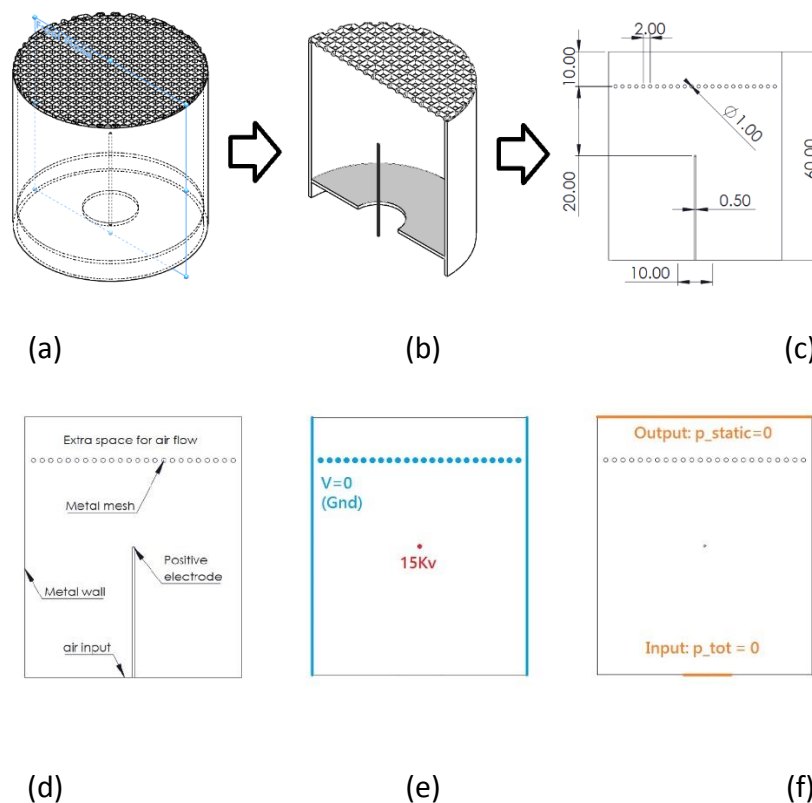 2.00
10.00
Ø1.00
20.00
0.50
60.00
10.00
(a)
(b)
(c)
Extra space for air flow
Metal mesh
Positive
electrode
Metal wall
air input
V=0
(Gnd)
15Kv
Output: p_static=0
Input: p_tot = 0
(d)
(e)
(f)